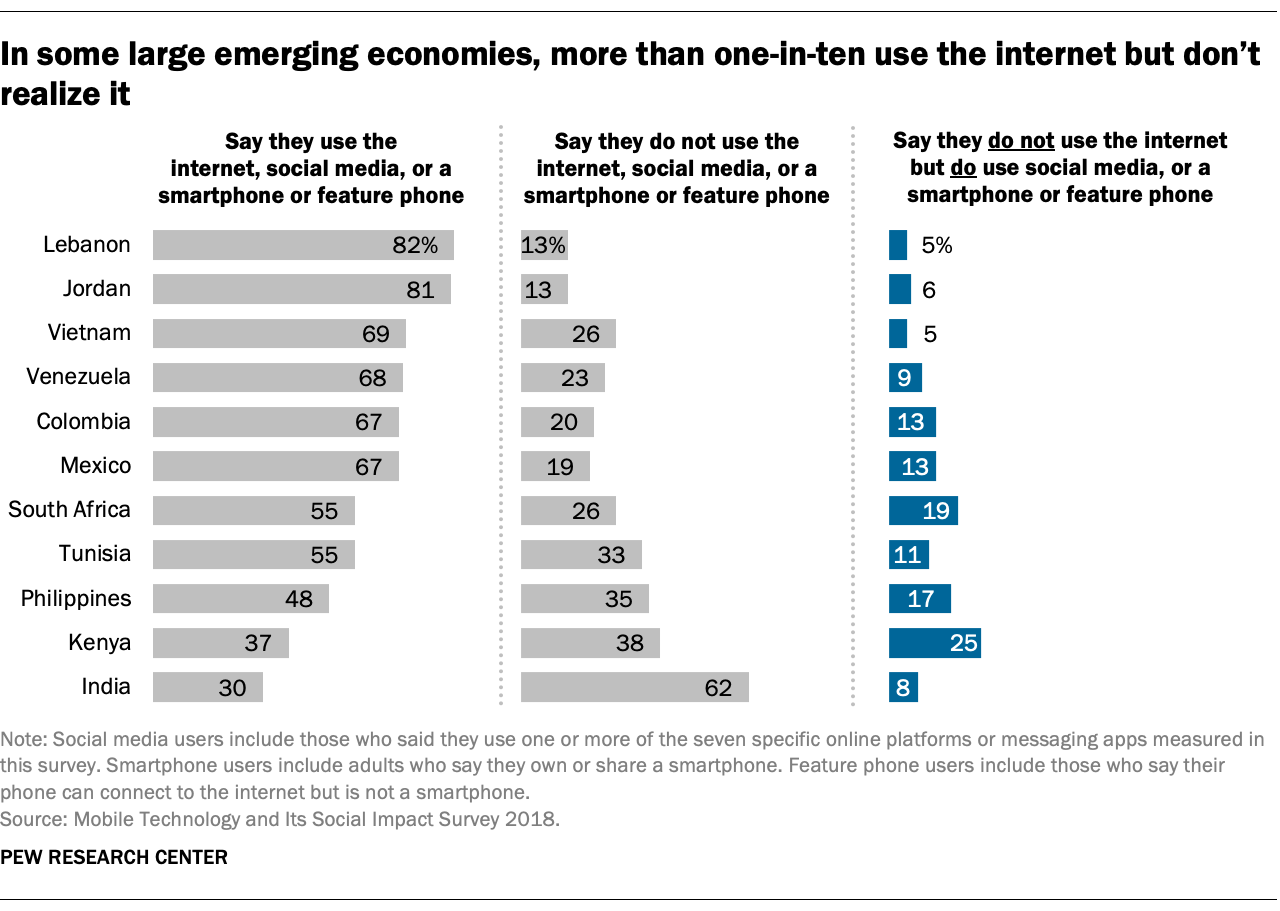 In some large emerging economies, more than one-in-ten use the internet but don’t
realize it
Say they use the
internet, social media, or a
smartphone or feature phone
Say they do not use the
internet, social media, or a
smartphone or feature phone
Say they do not use the internet
but do use social media, or a
smartphone or feature phone
Lebanon 82% 13% 5%
Jordan 81 13 6
Vietnam 69 26 5
Venezuela 68 23 9
Colombia 67 20 13
Mexico 67 19 13
South Africa 55 26 19
Tunisia 55 33 11
Philippines 48 35 17
Kenya 37 38 25
India 30 62 8
Note: Social media users include those who said they use one or more of the seven specific online platforms or messaging apps measured in
this survey. Smartphone users include adults who say they own or share a smartphone. Feature phone users include those who say their
phone can connect to the internet but is not a smartphone.
Source: Mobile Technology and Its Social Impact Survey 2018.
PEW RESEARCH CENTER